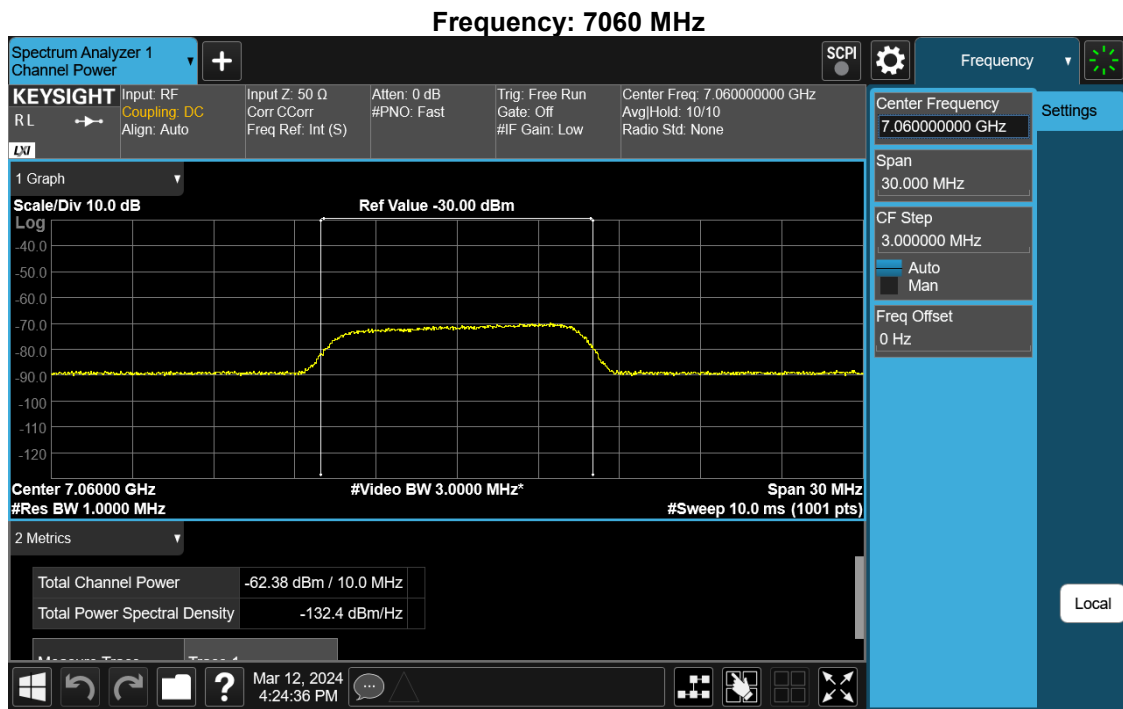 Frequency: 7060 MHz
Spectrum Analyzer 1
Channel Power
SCPI
Frequency
KEYSIGHT
RL
LXI
Input: RF
Coupling: DC
Align: Auto
Input Z: 50 Ω
Corr CCorr
Freq Ref: Int (S)
Atten: 0 dB
#PNO: Fast
Trig: Free Run
Gate: Off
#IF Gain: Low
Center Freq: 7.060000000 GHz
Avg|Hold: 10/10
Radio Std: None
Center Frequency
7.060000000 GHz
Settings
Span
30.000 MHz
CF Step
3.000000 MHz
Auto
Man
Freq Offset
0 Hz
Local
1 Graph
Scale/Div 10.0 dB
Ref Value -30.00 dBm
Log
-40.0
-50.0
-60.0
-70.0
-80.0
-90.0
-100
-110
-120
Center 7.06000 GHz
#Video BW 3.0000 MHz*
Span 30 MHz
#Res BW 1.0000 MHz
#Sweep 10.0 ms (1001 pts)
2 Metrics
Total Channel Power -62.38 dBm / 10.0 MHz
Total Power Spectral Density -132.4 dBm/Hz
?
Mar 12, 2024
4:24:36 PM